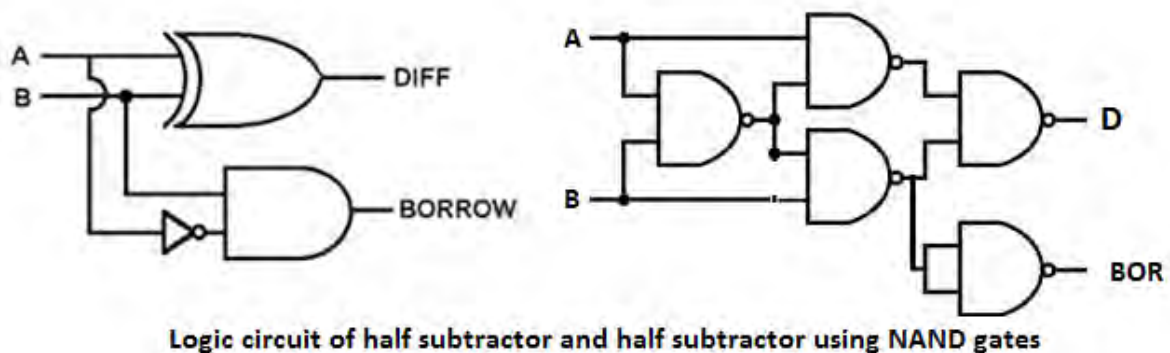 A
B
DIFF
BORROW
A
B
D
BOR
Logic circuit of half subtractor and half subtractor using NAND gates